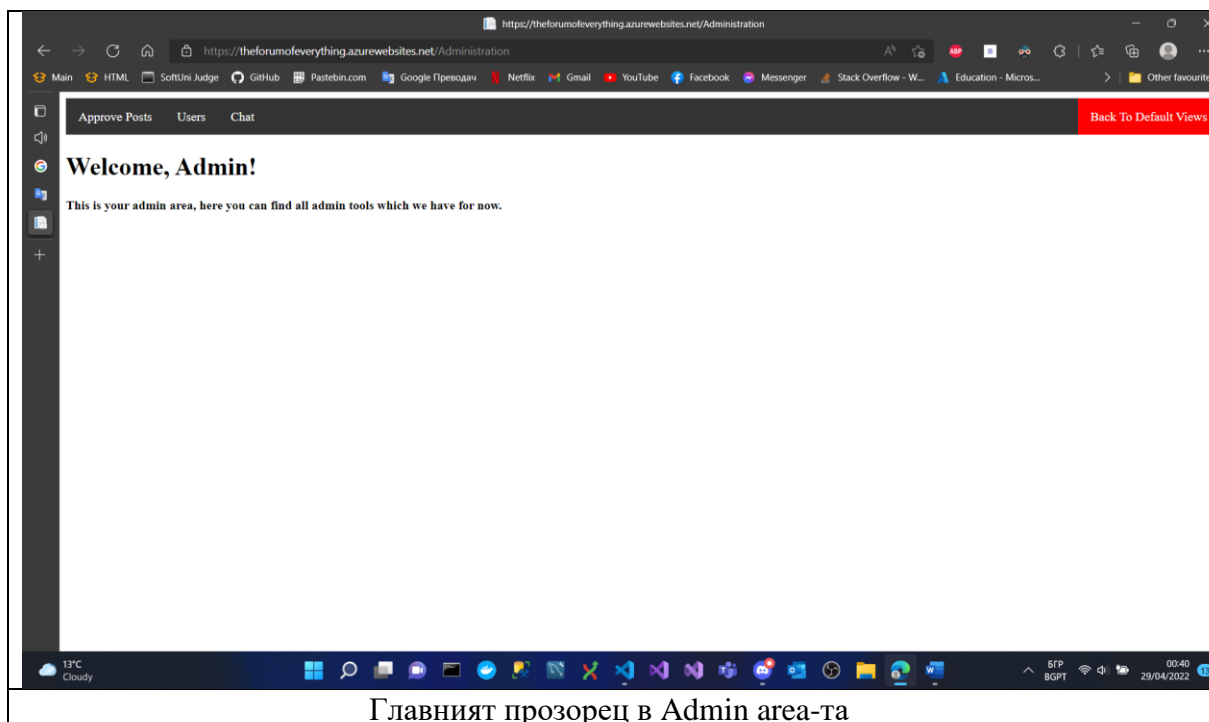 https://theforumofeverything.azurewebsites.net/Administration
https://theforumofeverything.azurewebsites.net/Administration
Main HTML SoftUni Judge GitHub Pastebin.com Google Преводач Netflix Gmail YouTube Facebook Messenger Stack Overflow - W... Education - Micros... Other favourite
Approve Posts Users Chat Back To Default Views
Welcome, Admin!
This is your admin area, here you can find all admin tools which we have for now.
13°C
Cloudy
БГР
BGPT
00:40
29/04/2022
Главният прозорец в Admin area-та